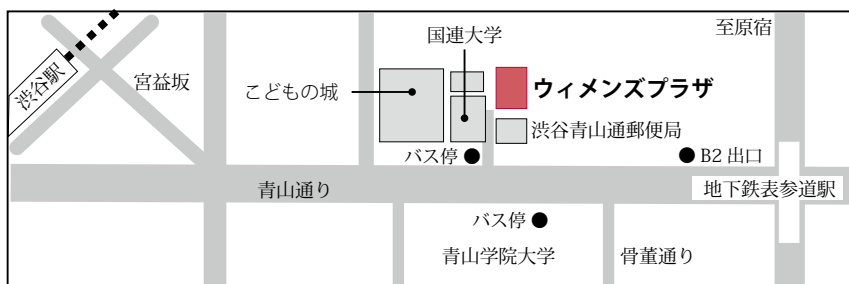 至原宿
国連大学
渋谷駅
宮益坂
こどもの城
ウィメンズプラザ
渋谷青山通郵便局
バス停
B2 出口
青山通り
地下鉄表参道駅
バス停
青山学院大学
骨董通り